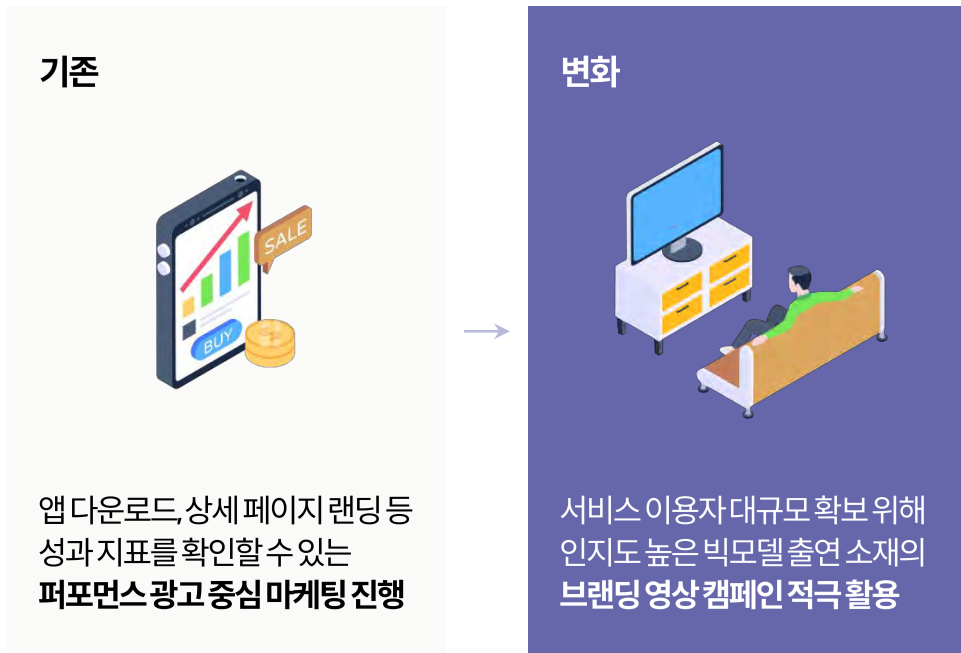 기존
SALE
BUY
앱 다운로드, 상세 페이지 랜딩 등
성과 지표를 확인할 수 있는
퍼포먼스 광고 중심 마케팅 진행
변화
서비스 이용자 대규모 확보 위해
인지도 높은 빅모델 출연 소재의
브랜딩 영상 캠페인 적극 활용